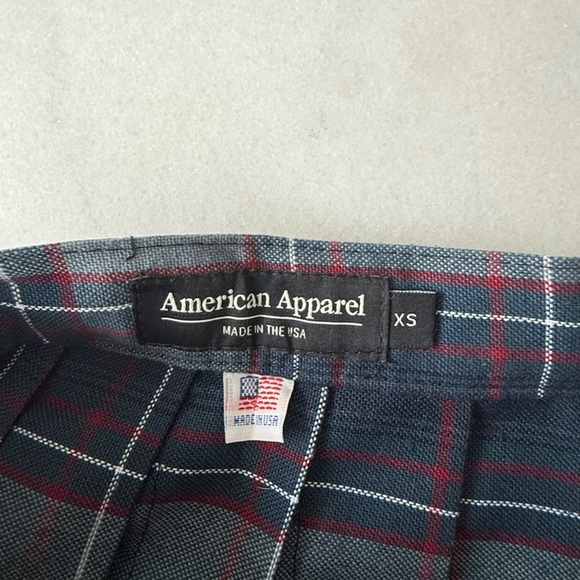 American Apparel
MADE IN THE USA
XS
MADE IN USA